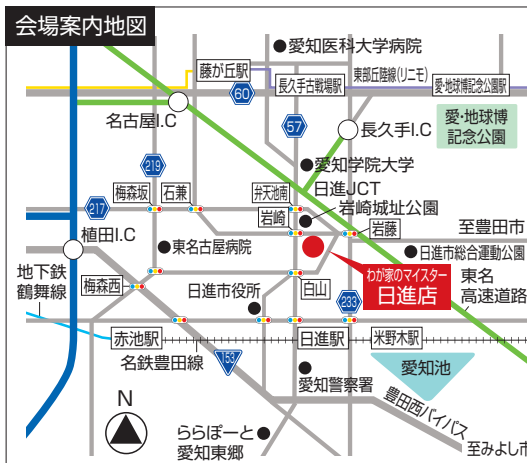 会場案内地図
愛知医科大学病院
藤が丘駅
長久手古戦場駅
東部丘陵線(リニモ)
愛・地球博記念公園駅
60
名古屋I.C
57
長久手I.C
愛・地球博
記念公園
愛知学院大学
219
日進JCT
梅森坂
石兼
弁天池南
217
岩崎
岩崎城址公園
岩藤
至豊田市
植田I.C
東名古屋病院
日進市総合運動公園
地下鉄
鶴舞線
梅森西
日進市役所
白山
わが家のマイスター
日進店
東名
高速道路
233
赤池駅
日進駅
米野木駅
名鉄豊田線
153
愛知池
愛知警察署
豊田西バイパス
N
ららぽーと
愛知東郷
至みよし市